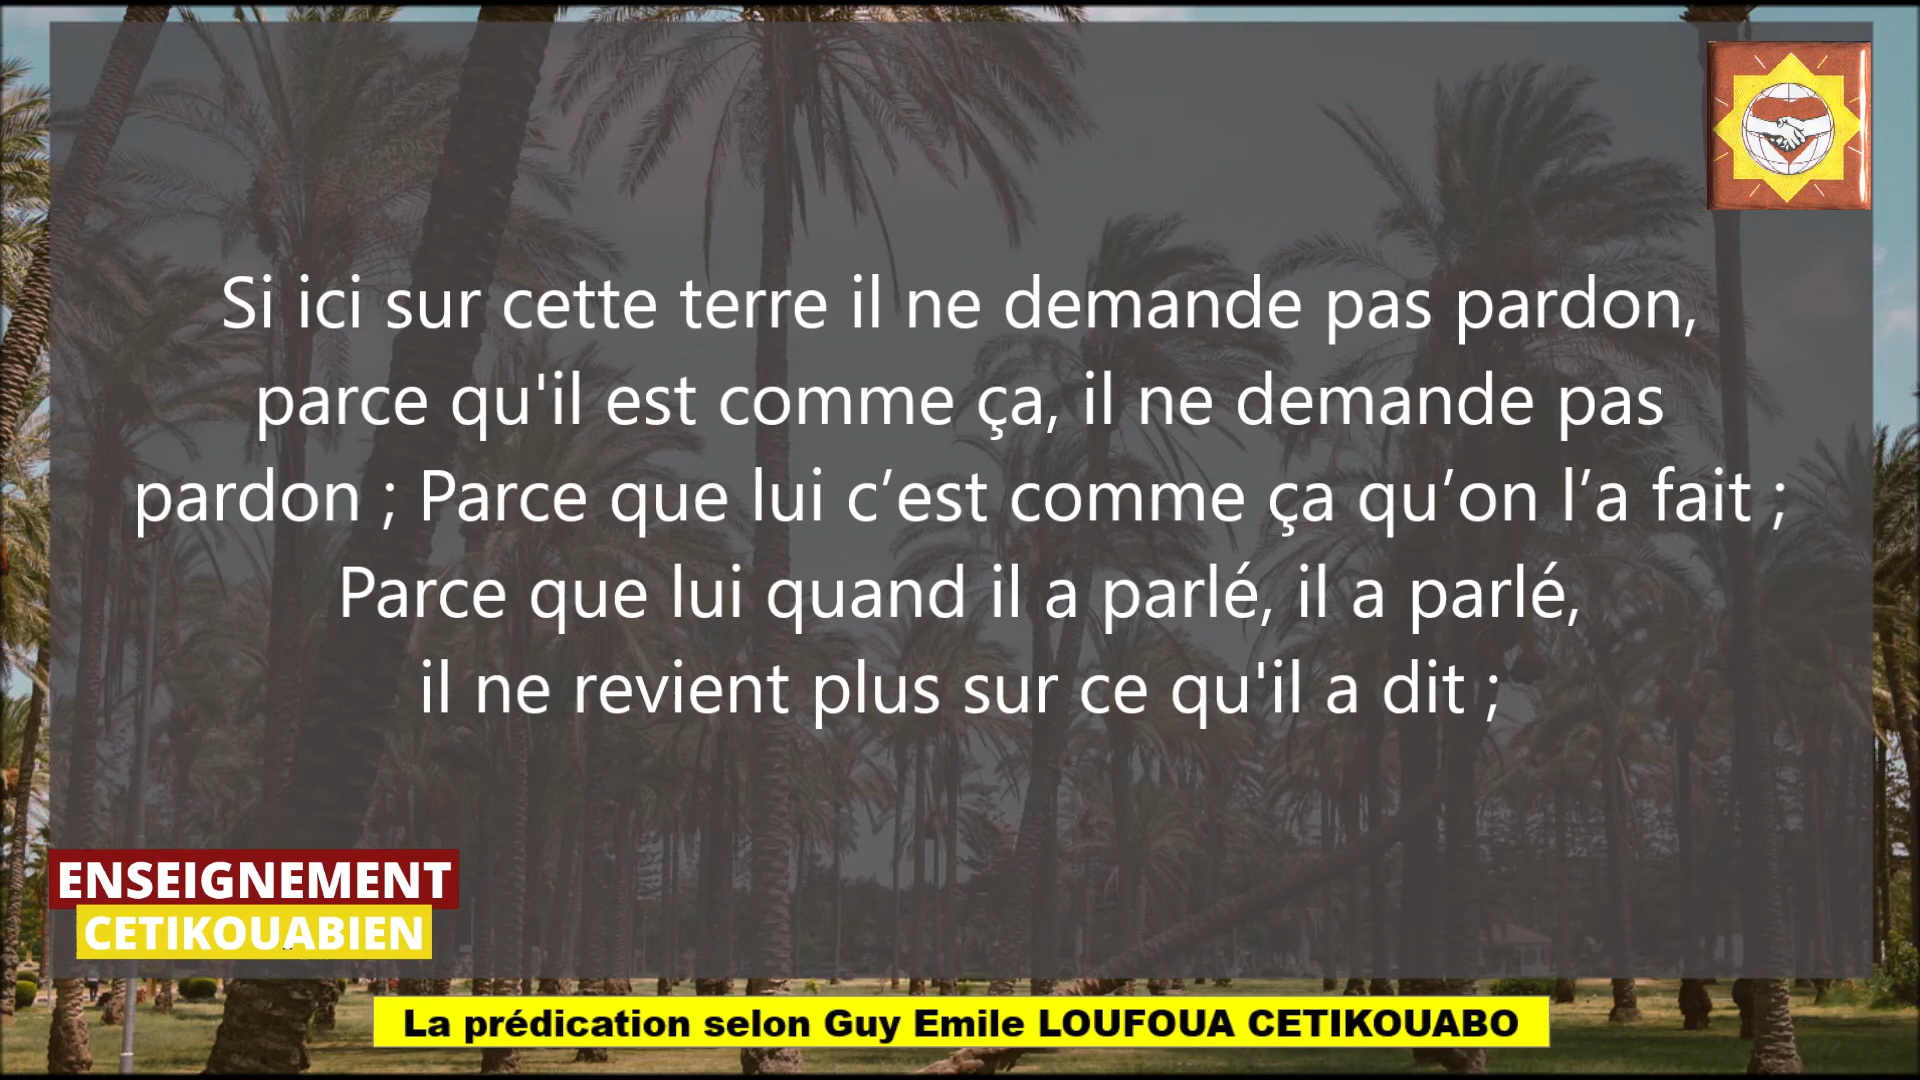 Si ici sur cette terre il ne demande pas pardon,
parce qu'il est comme ça, il ne demande pas
pardon ; Parce que lui c’est comme ça qu’on l’a fait ;
Parce que lui quand il a parlé, il a parlé,
il ne revient plus sur ce qu'il a dit ;
ENSEIGNEMENT
CETIKOUABIEN
La prédication selon Guy Emile LOUFOUA CETIKOUABO